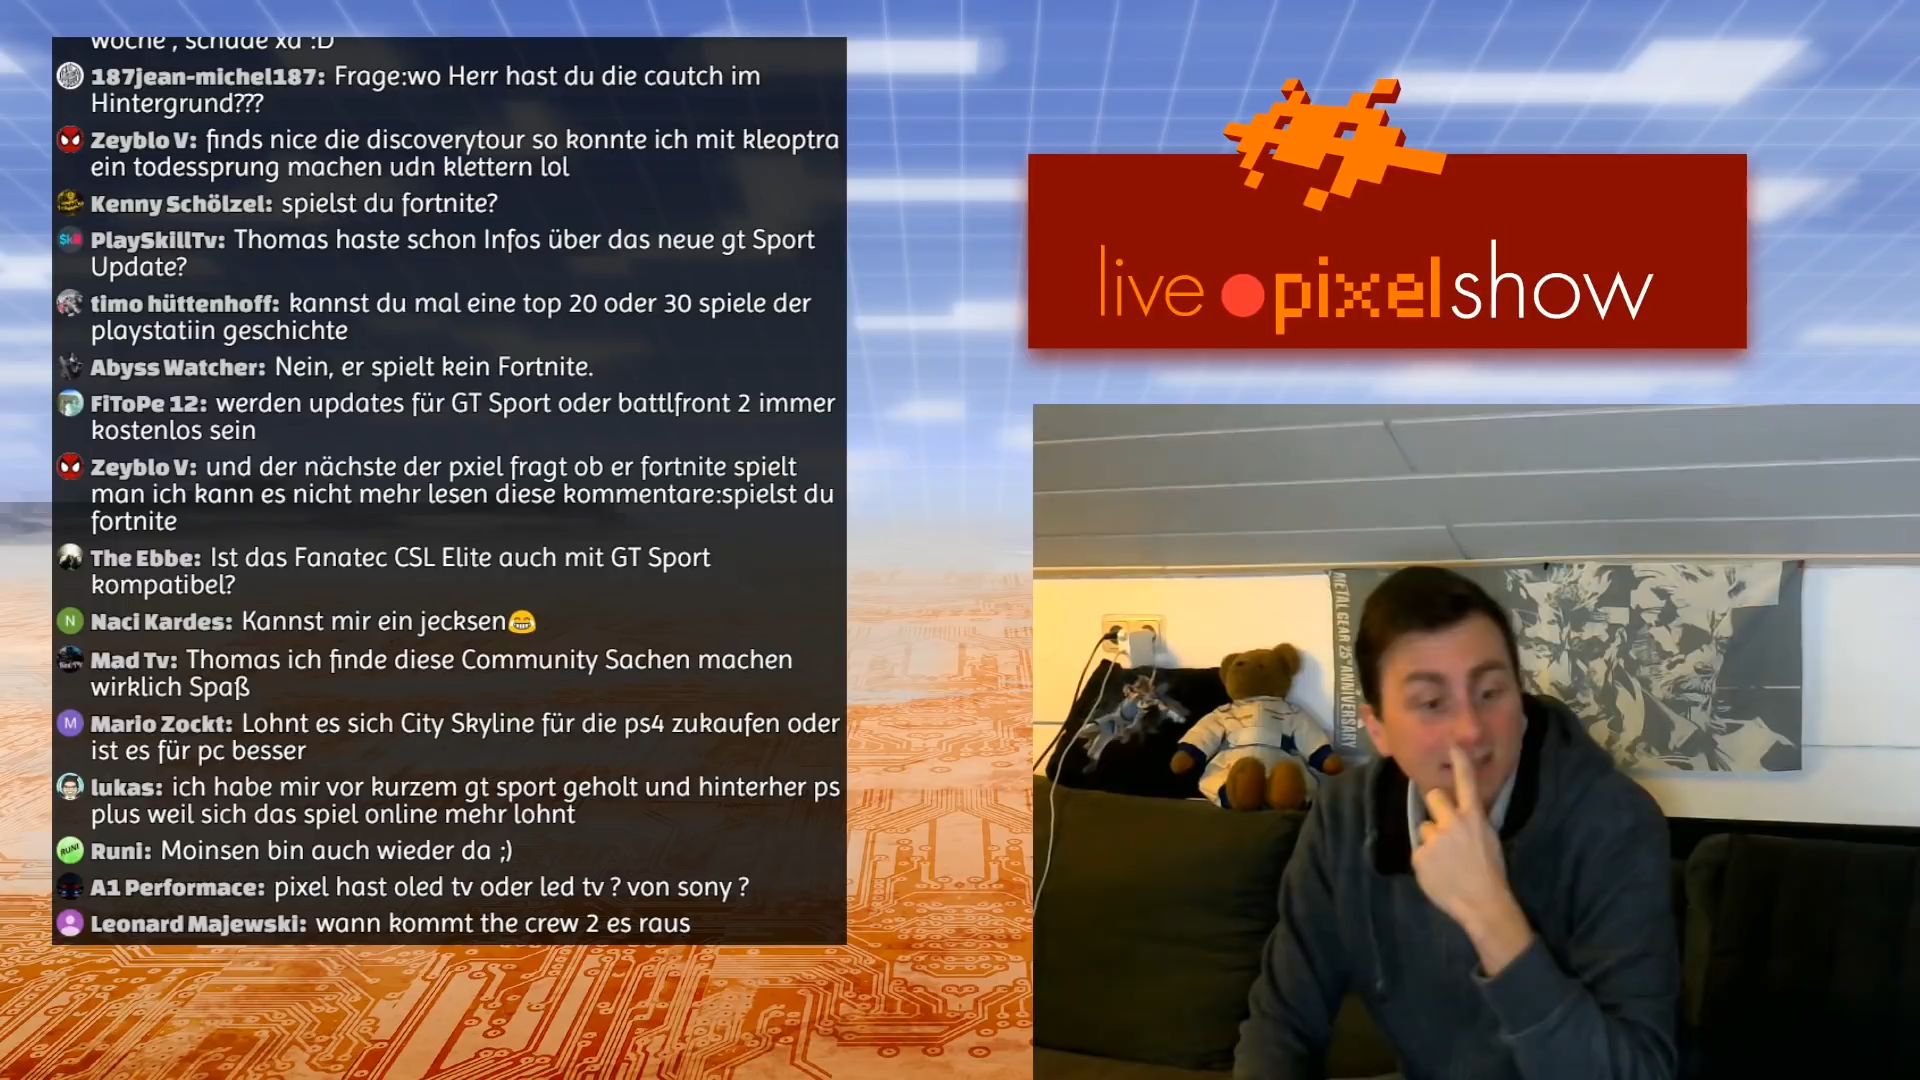 woche , schade xd :D
187jean-michel187: Frage:wo Herr hast du die cautch im
Hintergrund???
Zeyblo V: finds nice die discoverytour so konnte ich mit kleoptra
ein todessprung machen udn klettern lol
Kenny Schölzel: spielst du fortnite?
PlaySkillTv: Thomas haste schon Infos über das neue gt Sport
Update?
timo hüttenhoff: kannst du mal eine top 20 oder 30 spiele der
playstatiin geschichte
Abyss Watcher: Nein, er spielt kein Fortnite.
FiToPe 12: werden updates für GT Sport oder battlfront 2 immer
kostenlos sein
Zeyblo V: und der nächste der pxiel fragt ob er fortnite spielt
man ich kann es nicht mehr lesen diese kommentare:spielst du
fortnite
The Ebbe: Ist das Fanatec CSL Elite auch mit GT Sport
kompatibel?
N Naci Kardes: Kannst mir ein jecksen😂
Mad Tv: Thomas ich finde diese Community Sachen machen
wirklich Spaß
M Mario Zockt: Lohnt es sich City Skyline für die ps4 zukaufen oder
ist es für pc besser
lukas: ich habe mir vor kurzem gt sport geholt und hinterher ps
plus weil sich das spiel online mehr lohnt
RUNI Runi: Moinsen bin auch wieder da ;)
A1 Performace: pixel hast oled tv oder led tv ? von sony ?
Leonard Majewski: wann kommt the crew 2 es raus
live pixelshow
METAL GEAR 25th ANNIVERSARY